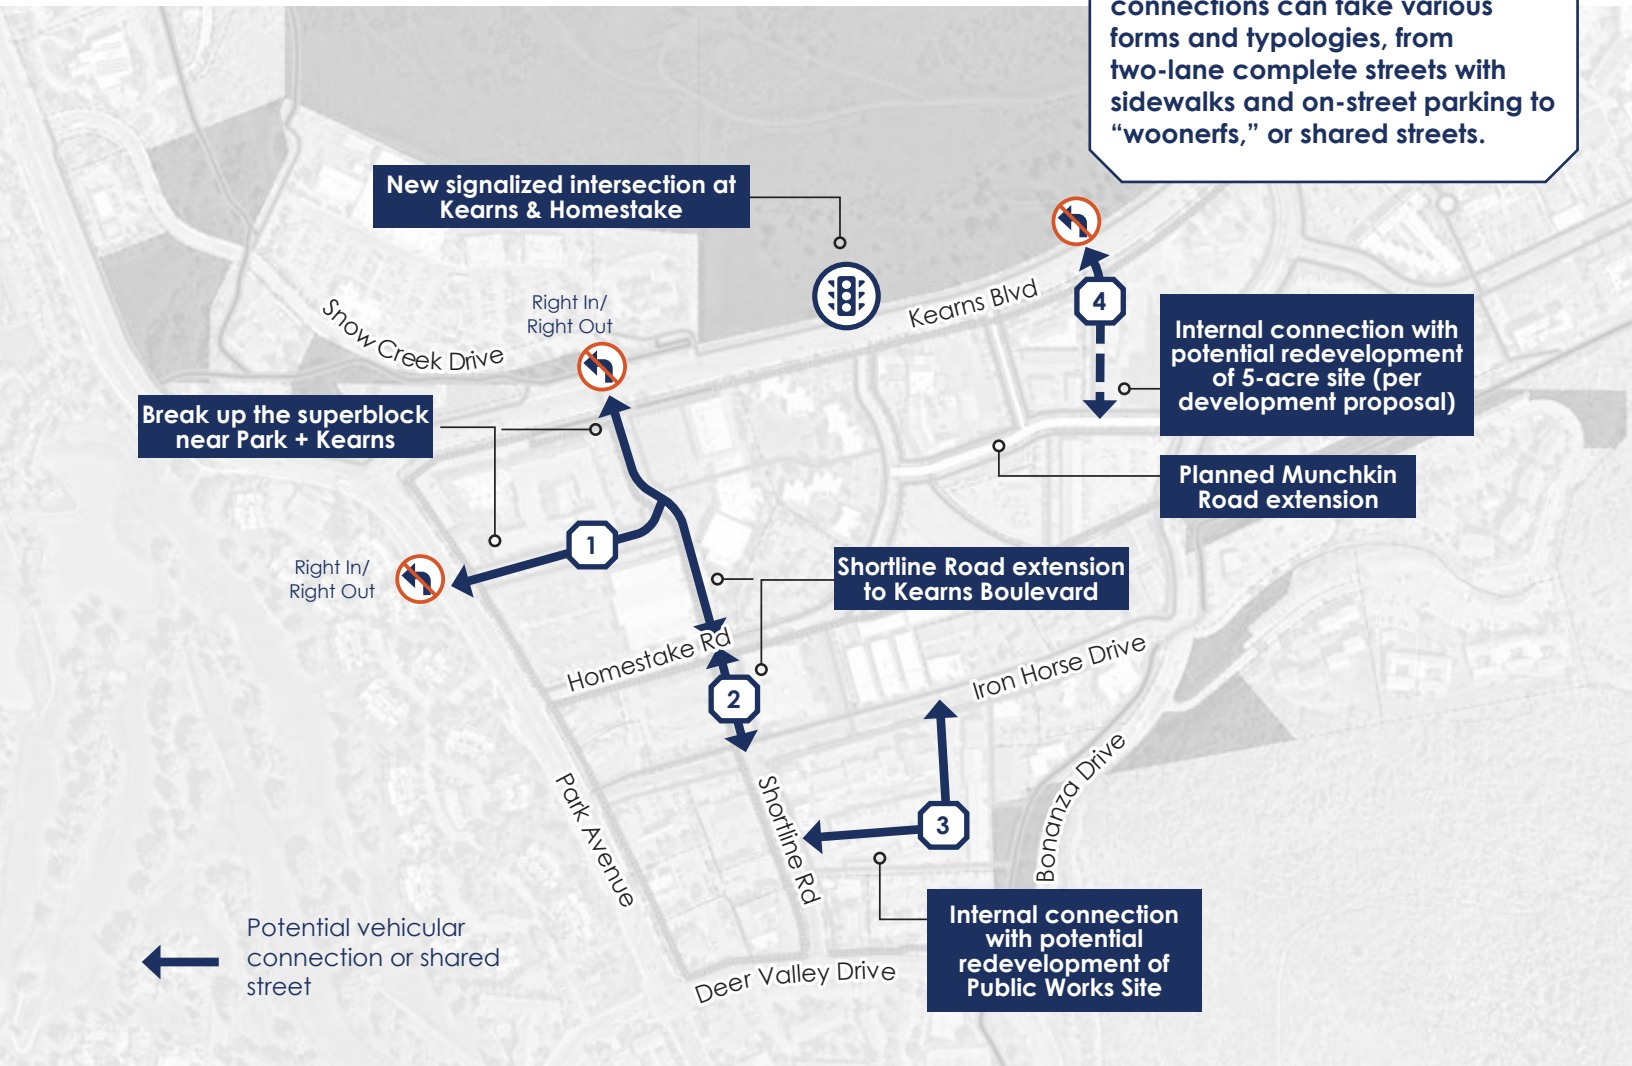 connections can take various
forms and typologies, from
two-lane complete streets with
sidewalks and on-street parking to
“woonerfs,” or shared streets.
New signalized intersection at
Kearns & Homestake
Snow Creek Drive
Right In/
Right Out
Kearns Blvd
4
Internal connection with
potential redevelopment
of 5-acre site (per
development proposal)
Break up the superblock
near Park + Kearns
Planned Munchkin
Road extension
1
Right In/
Right Out
Shortline Road extension
to Kearns Boulevard
Homestake Rd
2
Iron Horse Drive
Park Avenue
Shortline Rd
3
Bonanza Drive
Internal connection
with potential
redevelopment of
Public Works Site
Deer Valley Drive
Potential vehicular
connection or shared
street